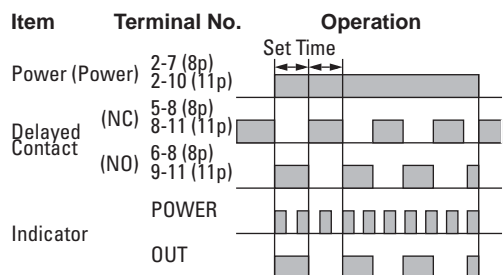 Item Terminal No. Operation
Set Time
Power (Power) 2-7 (8p)
2-10 (11p)
Delayed
Contact
(NC) 5-8 (8p)
8-11 (11p)
(NO) 6-8 (8p)
9-11 (11p)
Indicator
POWER
OUT